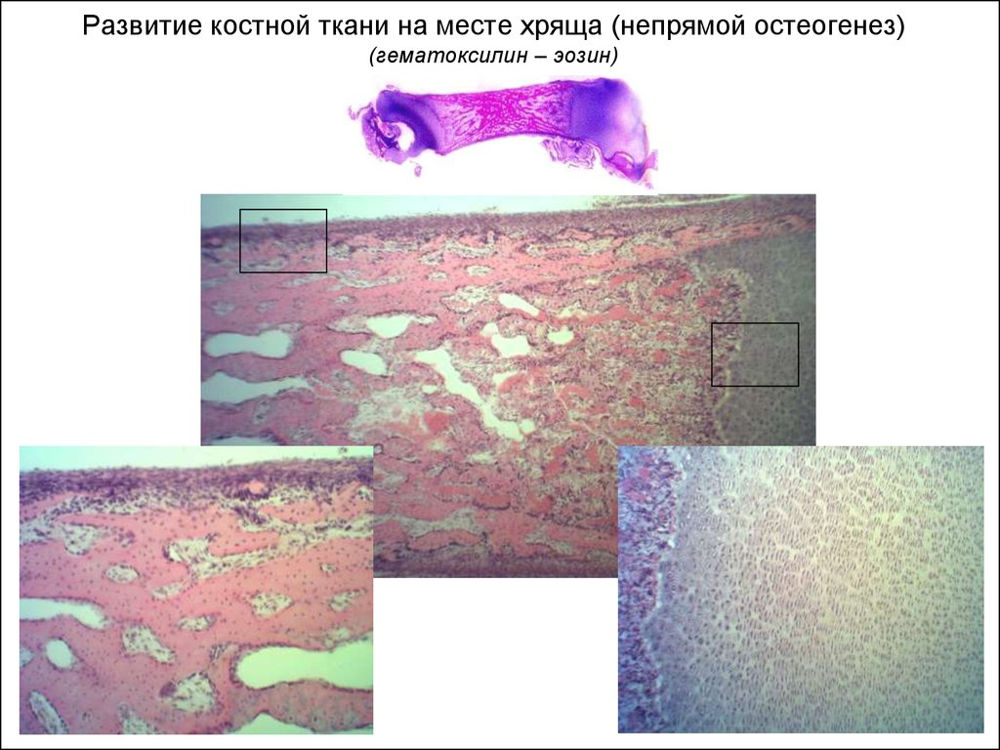 Развитие костной ткани на месте хряща (непрямой остеогенез)
(гематоксилин – эозин)